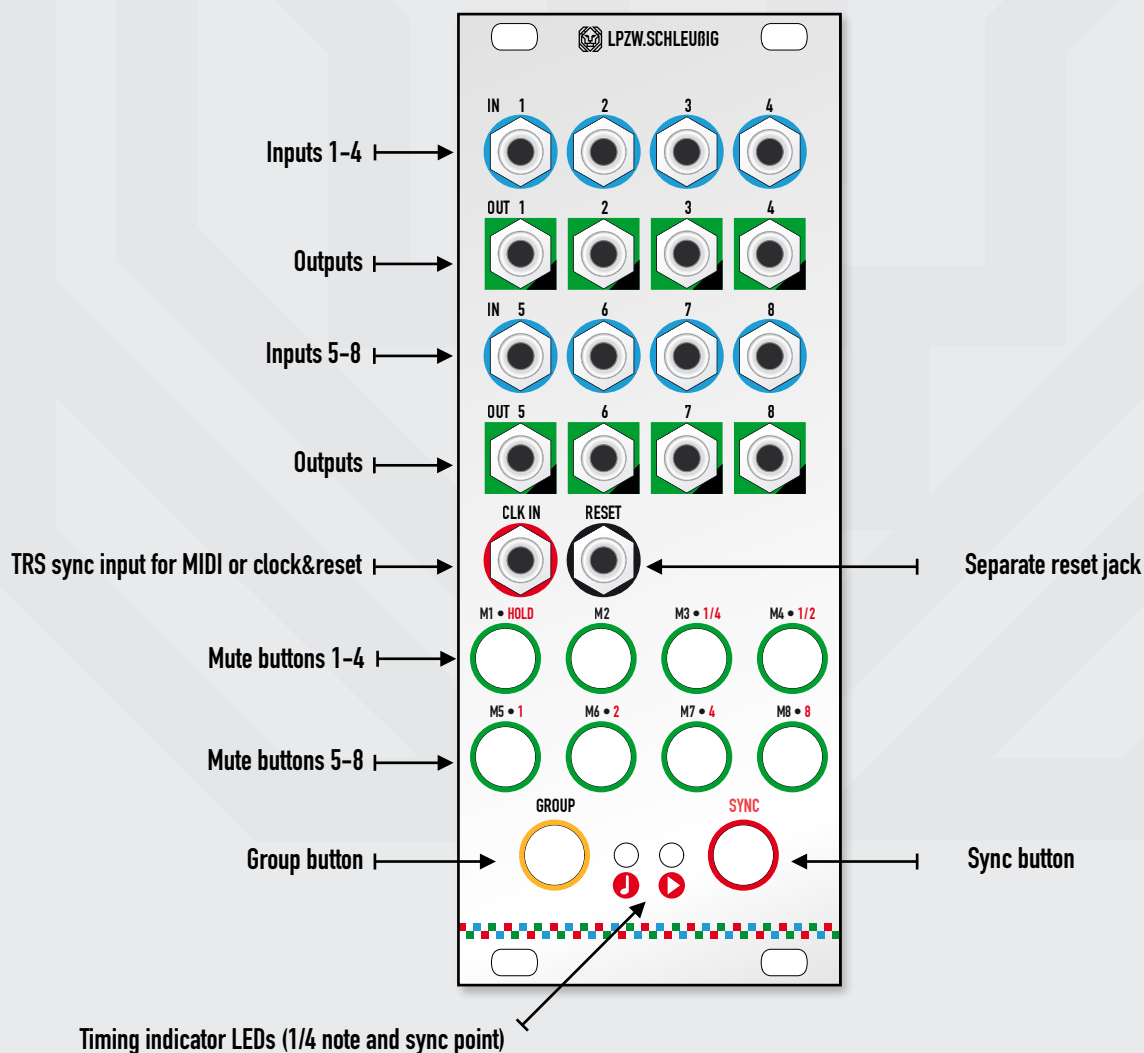 LPZW.SCHLEUßIG
IN 1 2 3 4
Inputs 1-4
OUT 1 2 3 4
Outputs
IN 5 6 7 8
Inputs 5-8
OUT 5 6 7 8
Outputs
CLK IN RESET
TRS sync input for MIDI or clock&reset
Separate reset jack
M1 • HOLD M2 M3 • 1/4 M4 • 1/2
Mute buttons 1-4
M5 • 1 M6 • 2 M7 • 4 M8 • 8
Mute buttons 5-8
GROUP SYNC
Group button
Sync button
Timing indicator LEDs (1/4 note and sync point)